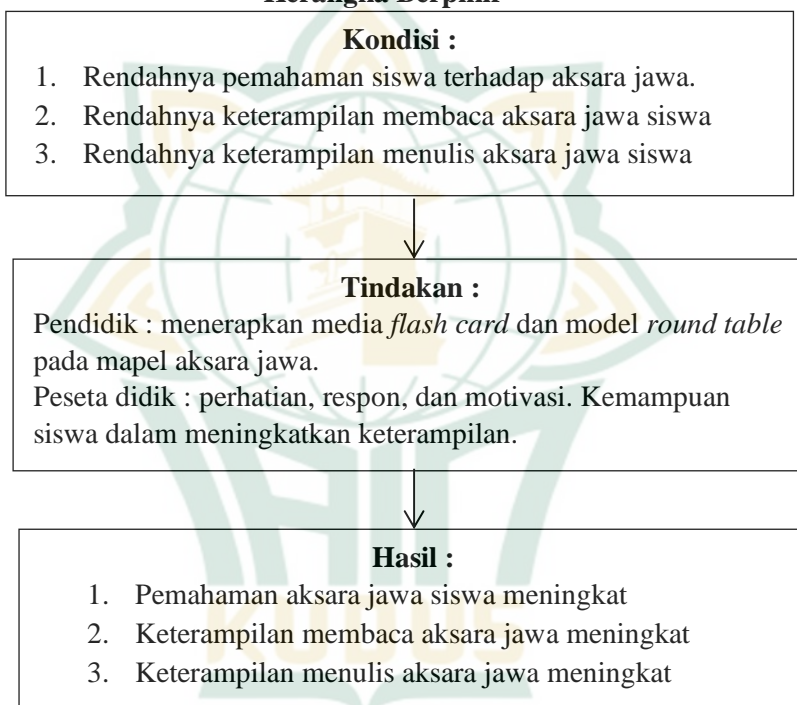 Kerangka Berpikir
Kondisi :
1. Rendahnya pemahaman siswa terhadap aksara jawa.
2. Rendahnya keterampilan membaca aksara jawa siswa
3. Rendahnya keterampilan menulis aksara jawa siswa
Tindakan :
Pendidik : menerapkan media flash card dan model round table
pada mapel aksara jawa.
Peseta didik : perhatian, respon, dan motivasi. Kemampuan
siswa dalam meningkatkan keterampilan.
Hasil :
1. Pemahaman aksara jawa siswa meningkat
2. Keterampilan membaca aksara jawa meningkat
3. Keterampilan menulis aksara jawa meningkat
KUDUS